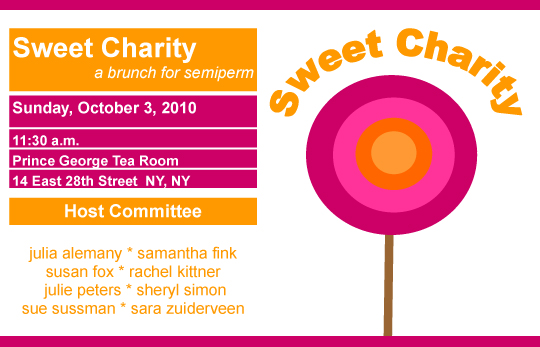 Sweet Charity
a brunch for semiperm
Sunday, October 3, 2010
11:30 a.m.
Prince George Tea Room
14 East 28th Street NY, NY
Host Committee
julia alemany * samantha fink
susan fox * rachel kittner
julie peters * sheryl simon
sue sussman * sara zuiderveen
Sweet Charity